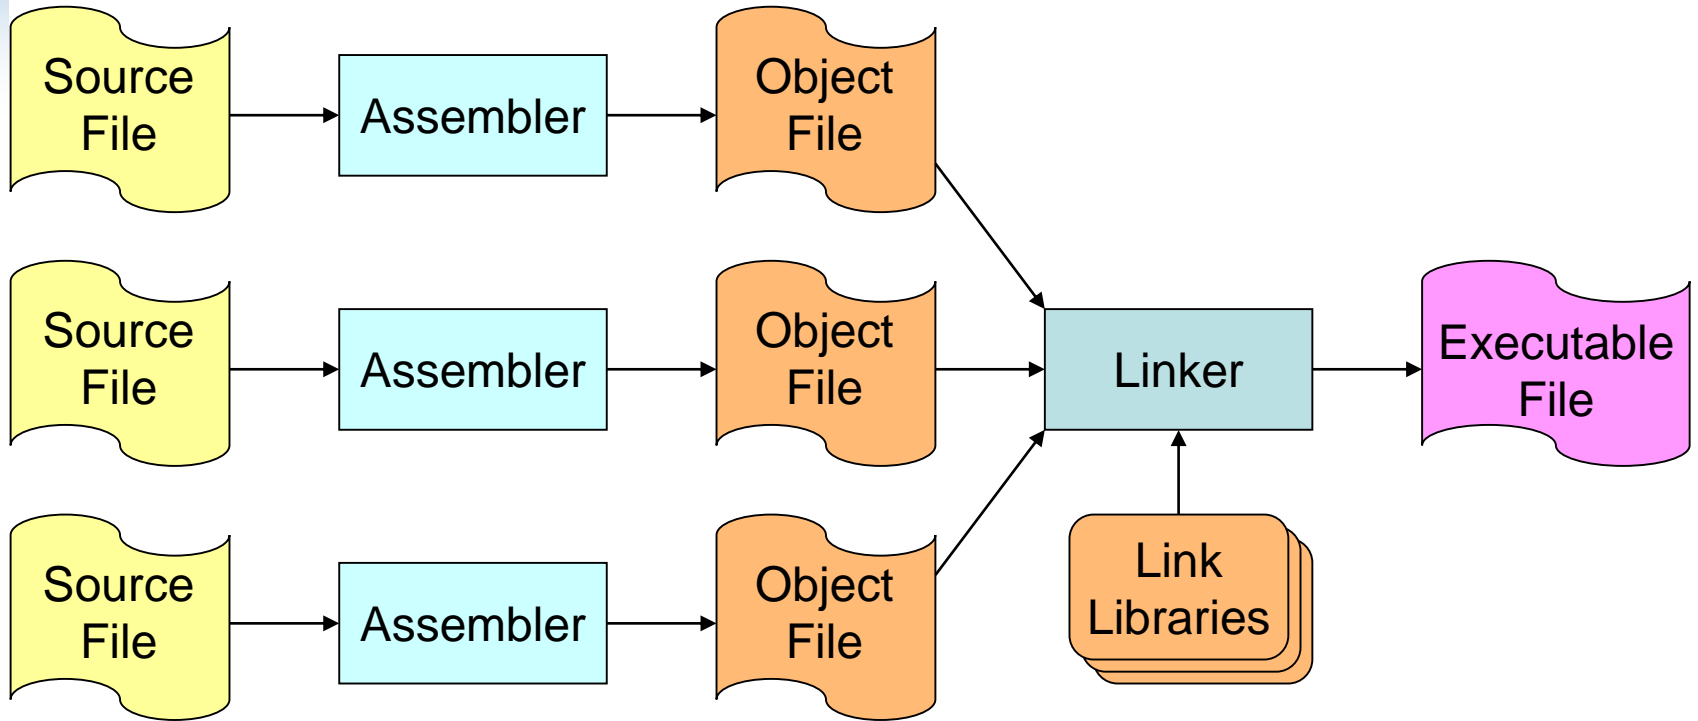 Source
File
Assembler
Object
File
Source
File
Assembler
Object
File
Linker
Executable
File
Source
File
Assembler
Object
File
Link
Libraries